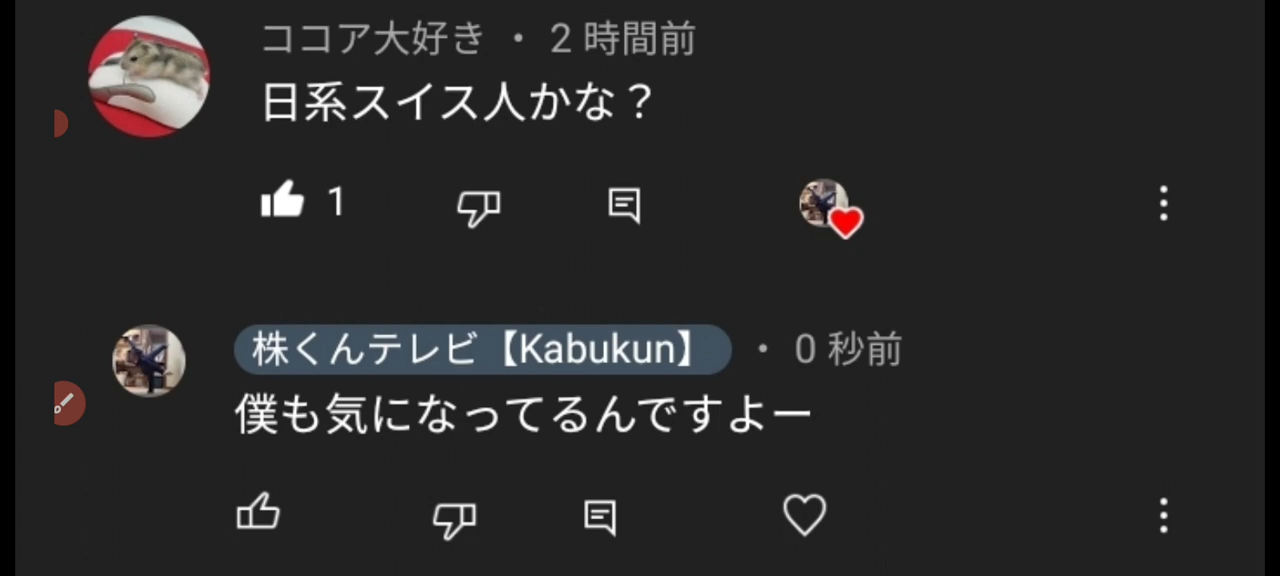 ココア大好き ・ 2 時間前
日系スイス人かな？
1
株くんテレビ【Kabukun】 ・ 0 秒前
僕も気になってるんですよー